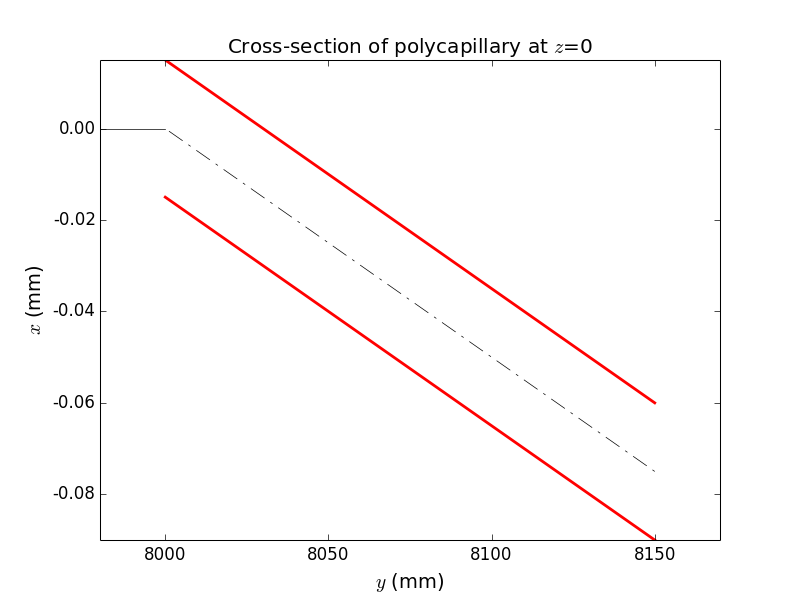 Cross-section of polycapillary at z=0
0.00
-0.02
-0.04
-0.06
-0.08
x (mm)
8000 8050 8100 8150
y (mm)